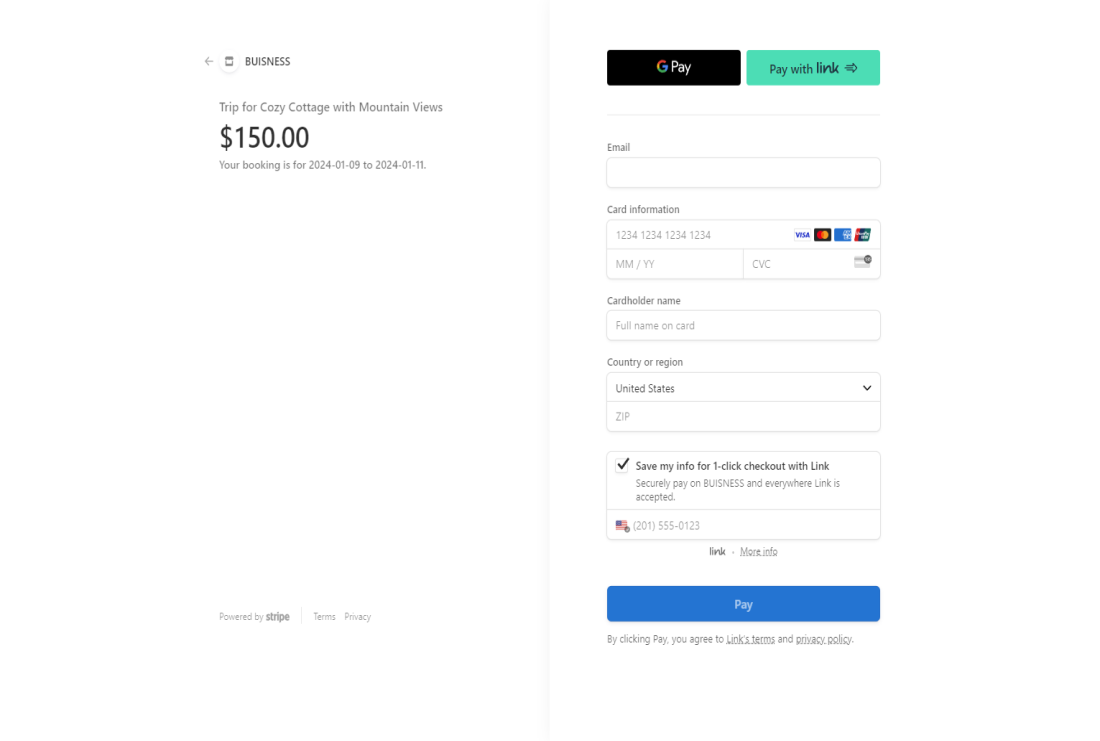 BUISNESS
Trip for Cozy Cottage with Mountain Views
$150.00
Your booking is for 2024-01-09 to 2024-01-11.
Powered by stripe
Terms Privacy
G Pay
Pay with link
Email
Card information
1234 1234 1234 1234
VISA
MM / YY
CVC
Cardholder name
Full name on card
Country or region
United States
ZIP
Save my info for 1-click checkout with Link
Securely pay on BUISNESS and everywhere Link is
accepted.
(201) 555-0123
link · More info
Pay
By clicking Pay, you agree to Link's terms and privacy policy.